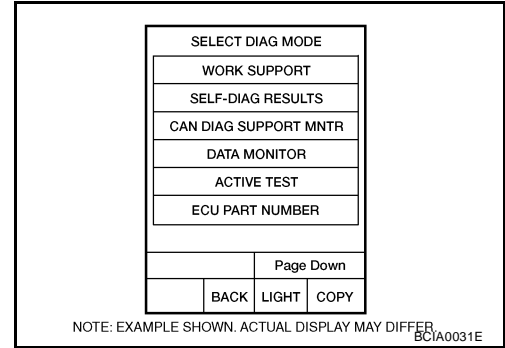 SELECT DIAG MODE
WORK SUPPORT
SELF-DIAG RESULTS
CAN DIAG SUPPORT MNTR
DATA MONITOR
ACTIVE TEST
ECU PART NUMBER
Page Down
BACK LIGHT COPY
NOTE: EXAMPLE SHOWN. ACTUAL DISPLAY MAY DIFFER.
BCIA0031E